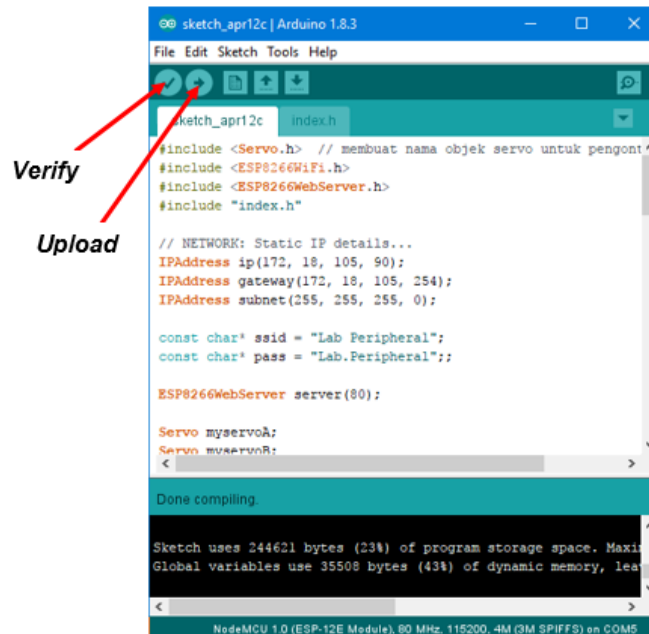 sketch_apr12c | Arduino 1.8.3
File Edit Sketch Tools Help
sketch_apr12c index.h
#include <Servo.h> // membuat nama objek servo untuk pengont
#include <ESP8266WiFi.h>
#include <ESP8266WebServer.h>
#include "index.h"
Verify
Upload
// NETWORK: Static IP details...
IPAddress ip(172, 18, 105, 90);
IPAddress gateway(172, 18, 105, 254);
IPAddress subnet(255, 255, 255, 0);
const char* ssid = "Lab Peripheral";
const char* pass = "Lab.Peripheral";;
ESP8266WebServer server(80);
Servo myservoA;
Servo myservoB;
Done compiling.
Sketch uses 244621 bytes (23%) of program storage space. Maxi
Global variables use 35508 bytes (43%) of dynamic memory, lea
NodeMCU 1.0 (ESP-12E Module), 80 MHz, 115200, 4M (3M SPIFFS) on COM5